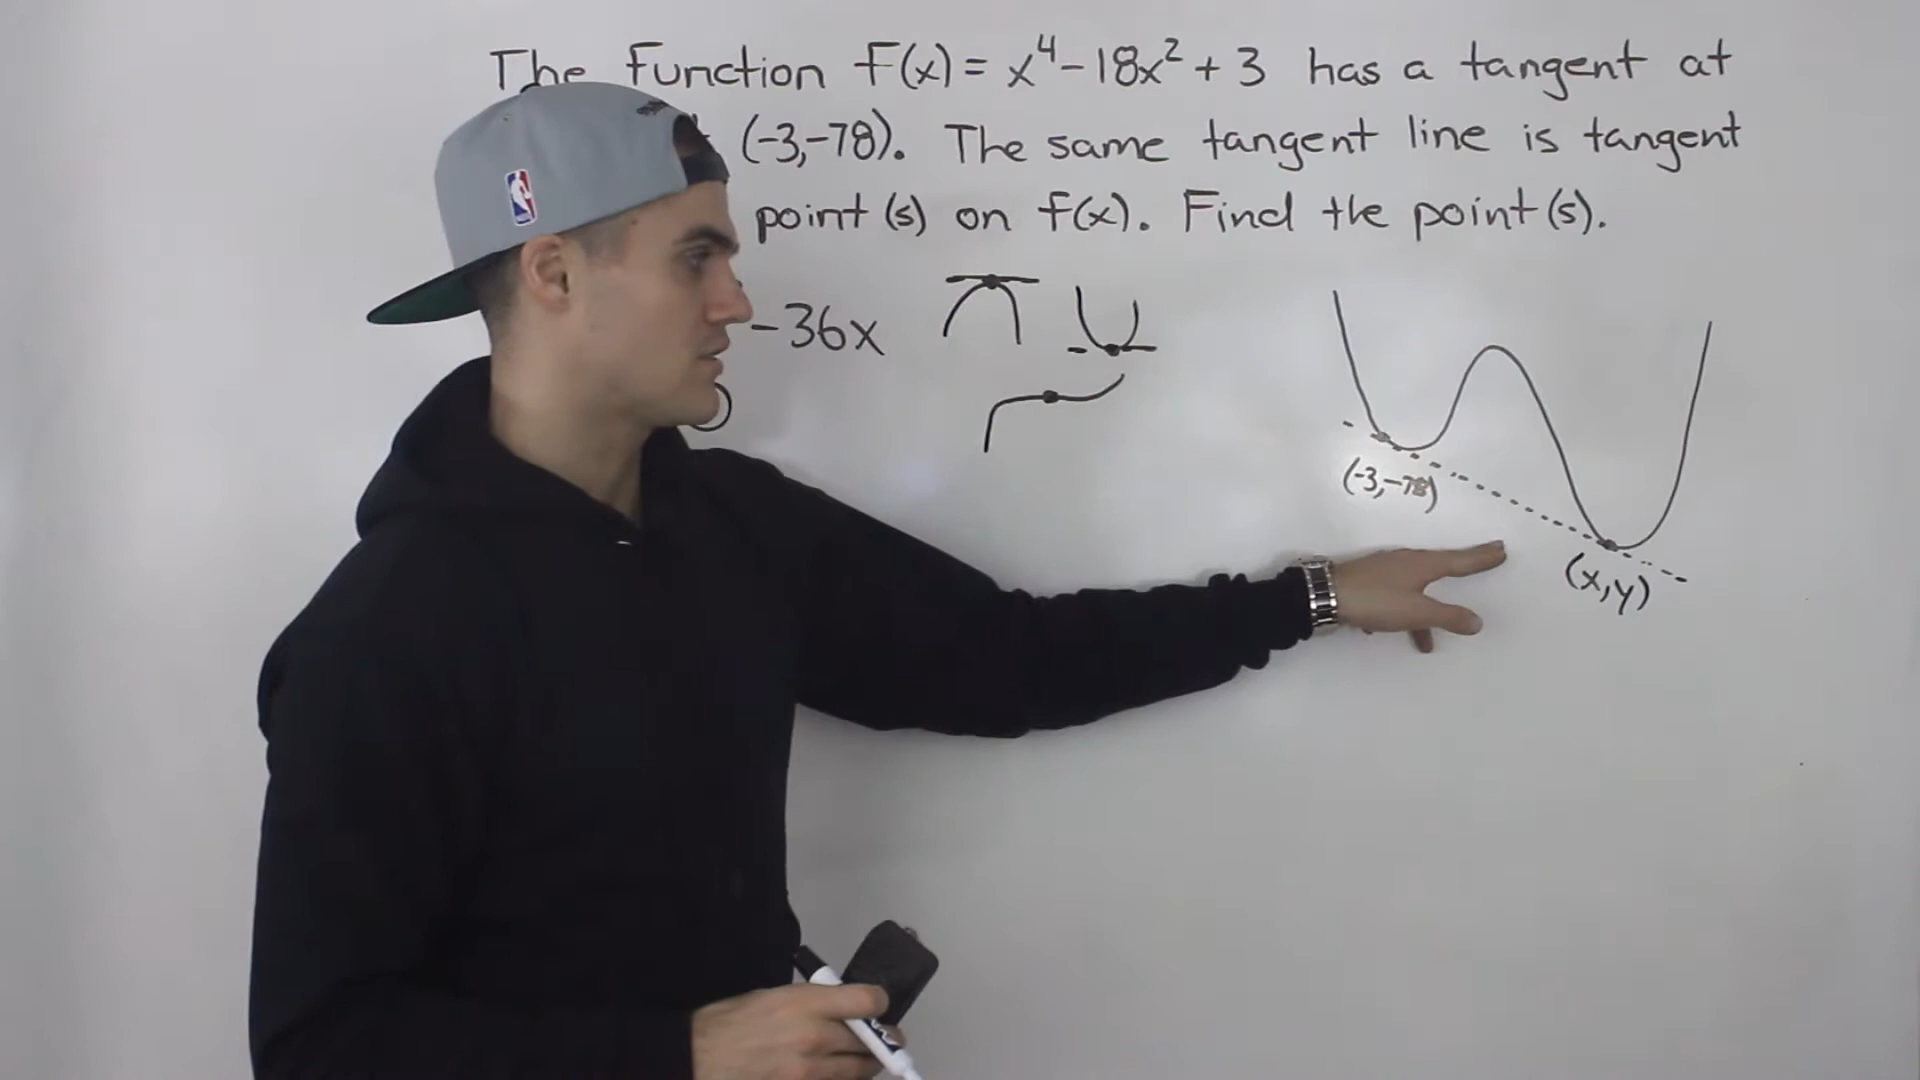 The function f(x) = x⁴ - 18x² + 3 has a tangent at
(-3,-78). The same tangent line is tangent
point(s) on f(x). Find the point(s).
-36x
(-3,-78)
(x,y)